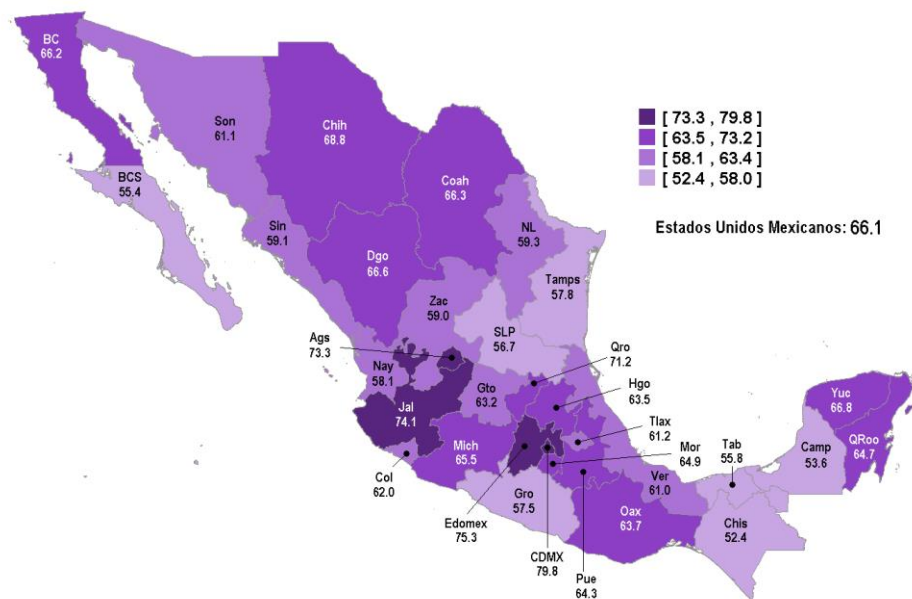 BC
66.2
Son
61.1
Chih
68.8
[ 73.3 , 79.8 ]
[ 63.5 , 73.2 ]
[ 58.1 , 63.4 ]
[ 52.4 , 58.0 ]
Estados Unidos Mexicanos: 66.1
BCS
55.4
Coah
66.3
Sin
59.1
NL
59.3
Dgo
66.6
Tamps
57.8
Zac
59.0
SLP
56.7
Ags
73.3
Qro
71.2
Nay
58.1
Gto
63.2
Hgo
63.5
Jal
74.1
Tlax
61.2
Yuc
66.8
Mich
65.5
Mor
64.9
Tab
55.8
Camp
53.6
QRoo
64.7
Col
62.0
Gro
57.5
Ver
61.0
Edomex
75.3
Oax
63.7
Chis
52.4
CDMX
79.8
Pue
64.3